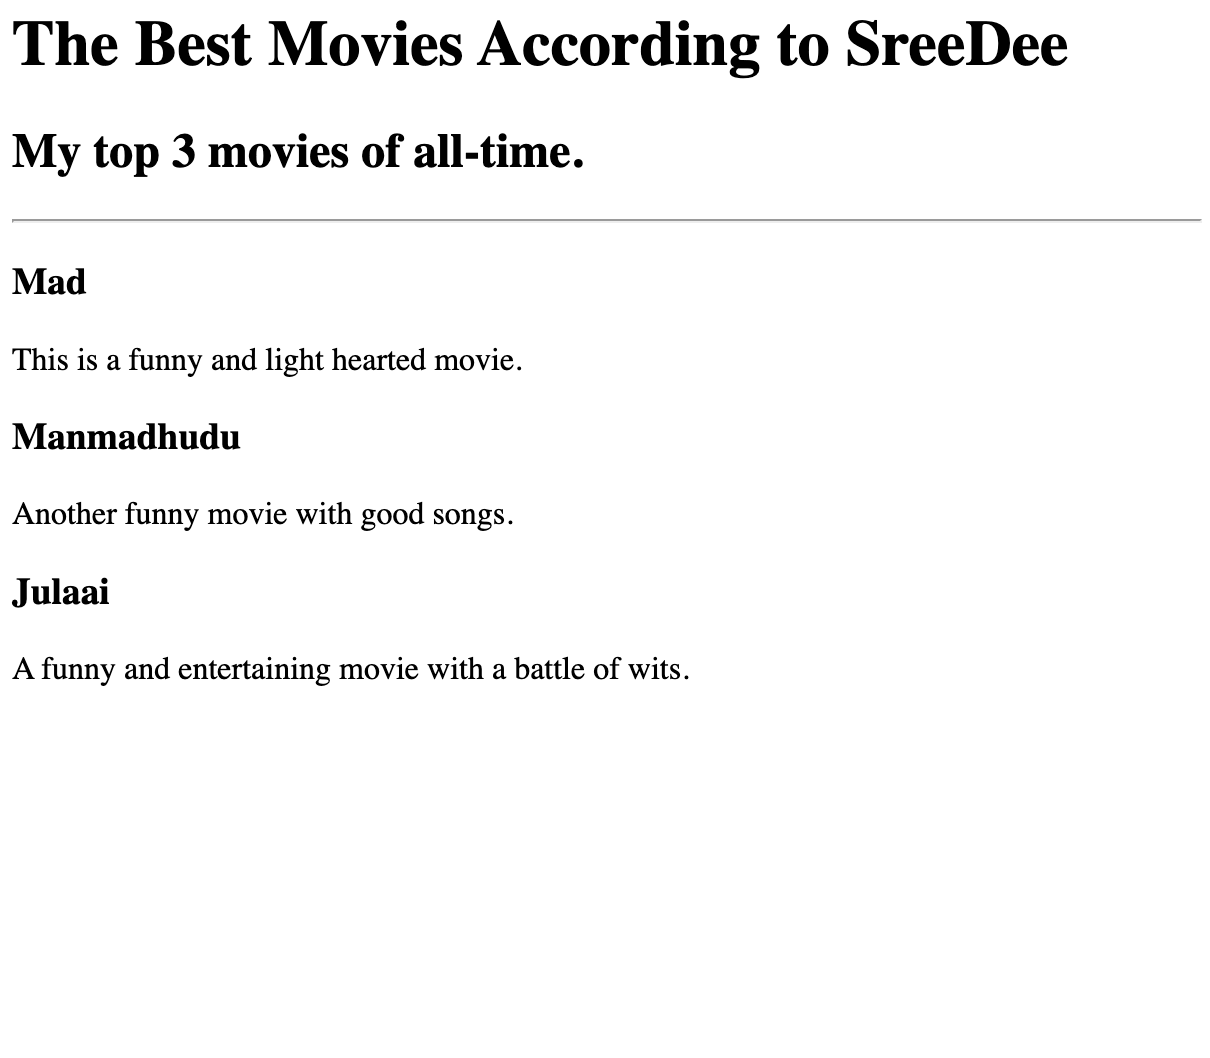 The Best Movies According to SreeDee
My top 3 movies of all-time.
Mad
This is a funny and light hearted movie.
Manmadhudu
Another funny movie with good songs.
Julaai
A funny and entertaining movie with a battle of wits.